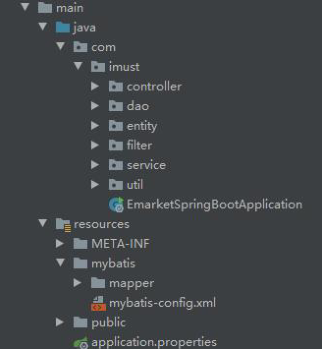 main
java
com
imust
controller
dao
entity
filter
service
util
EmarketSpringBootApplication
resources
META-INF
mybatis
mapper
mybatis-config.xml
public
application.properties